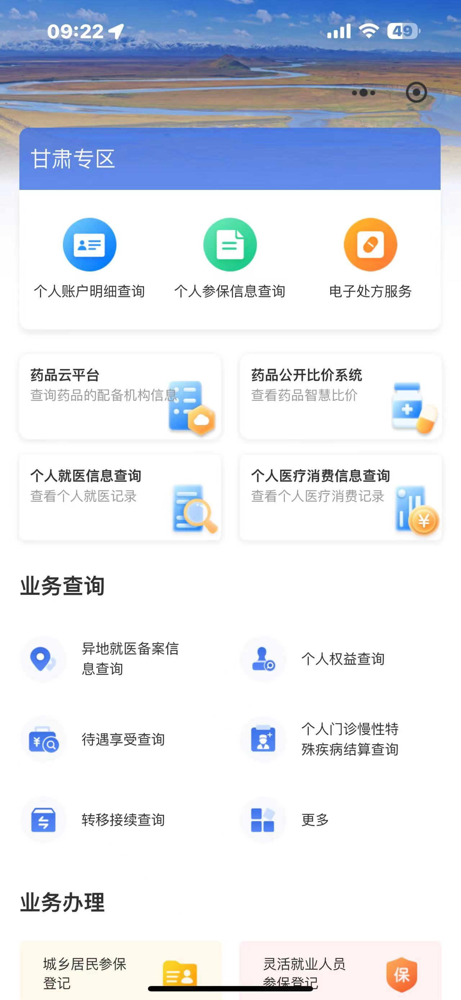 09:22
49
甘肃专区
个人账户明细查询
个人参保信息查询
电子处方服务
药品云平台
查询药品的配备机构信息
药品公开比价系统
查看药品智慧比价
个人就医信息查询
查看个人就医记录
个人医疗消费信息查询
查看个人医疗消费记录
¥
业务查询
异地就医备案信
息查询
个人权益查询
¥
待遇享受查询
个人门诊慢性特
殊疾病结算查询
转移接续查询
更多
业务办理
城乡居民参保
登记
灵活就业人员
参保登记
保